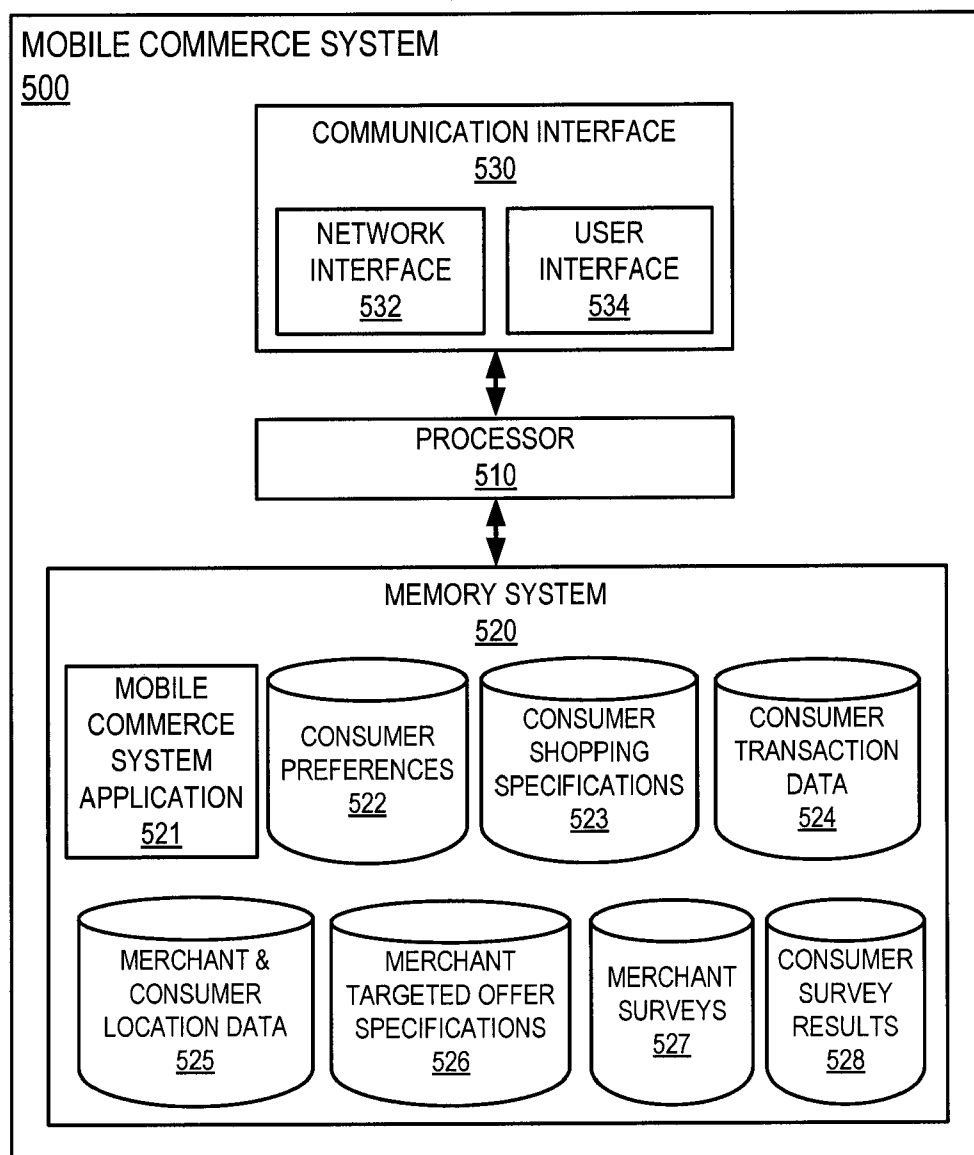 MOBILE COMMERCE SYSTEM
500
COMMUNICATION INTERFACE
530
NETWORK
INTERFACE
532
USER
INTERFACE
534
PROCESSOR
510
MEMORY SYSTEM
520
MOBILE
COMMERCE
SYSTEM
APPLICATION
521
CONSUMER
PREFERENCES
522
CONSUMER
SHOPPING
SPECIFICATIONS
523
CONSUMER
TRANSACTION
DATA
524
MERCHANT &
CONSUMER
LOCATION DATA
525
MERCHANT
TARGETED OFFER
SPECIFICATIONS
526
MERCHANT
SURVEYS
527
CONSUMER
SURVEY
RESULTS
528